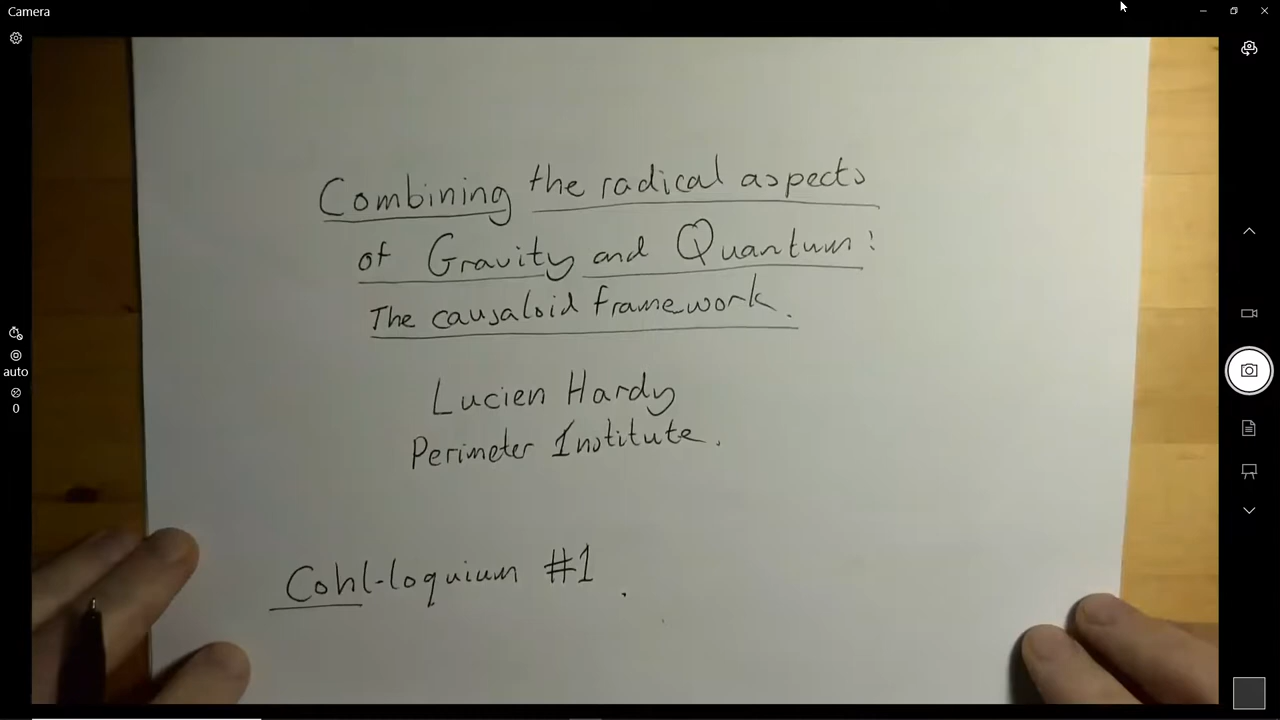 Camera
Combining the radical aspects
of Gravity and Quantum:
The causaloid framework.
Lucien Hardy
Perimeter Institute.
auto
0
Cohl-loquium #1